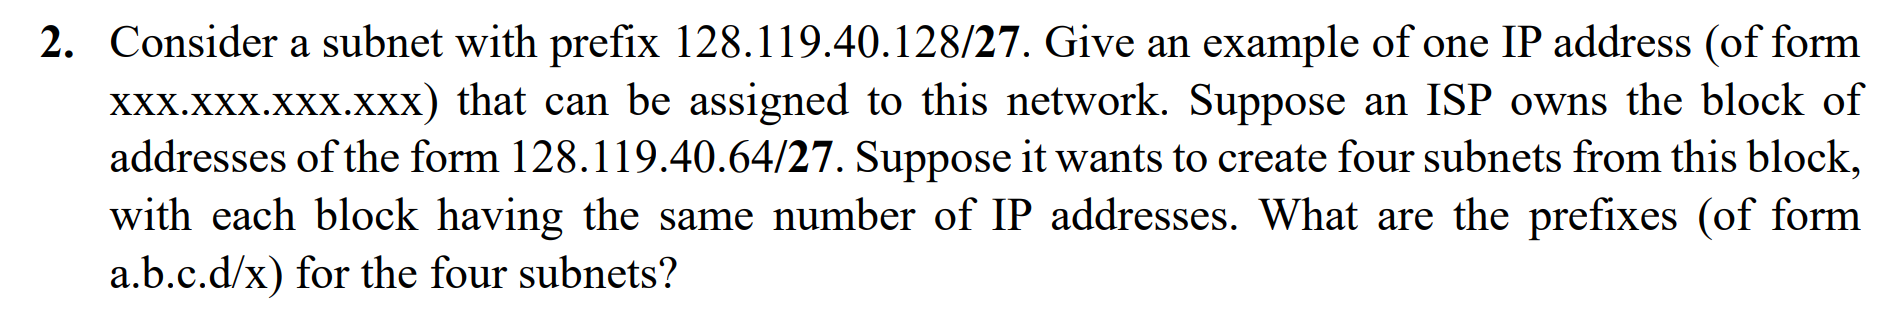 2. Consider a subnet with prefix 128.119.40.128/27. Give an example of one IP address (of form
xxx.xxx.xxx.xxx) that can be assigned to this network. Suppose an ISP owns the block of
addresses of the form 128.119.40.64/27. Suppose it wants to create four subnets from this block,
with each block having the same number of IP addresses. What are the prefixes (of form
a.b.c.d/x) for the four subnets?